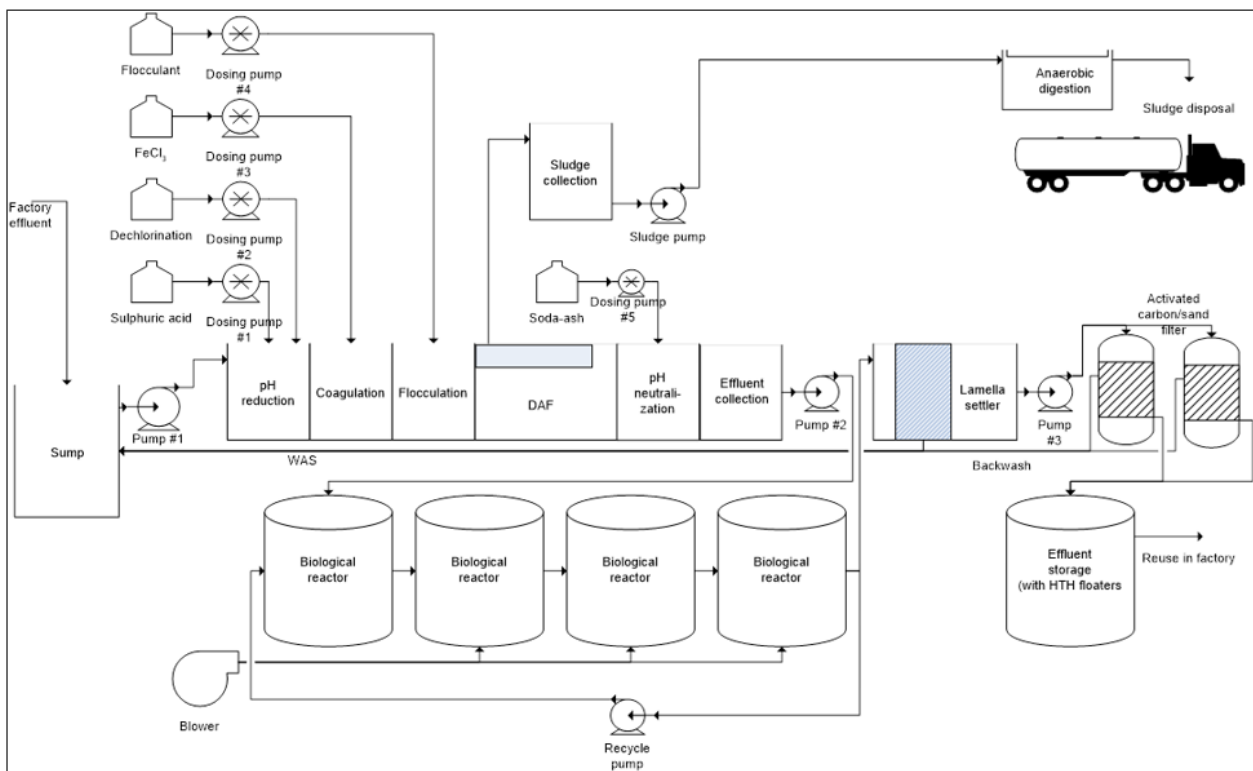 Flocculant
Dosing pump
#4
FeCl₃
Dosing pump
#3
Factory
effluent
Dechlorination
Dosing pump
#2
Sulphuric acid
Dosing pump
#1
Sludge
collection
Sludge pump
Anaerobic
digestion
Sludge disposal
Soda-ash
Dosing pump
#5
Activated
carbon/sand
filter
Sump
Pump #1
pH
reduction
Coagulation
Flocculation
DAF
pH
neutrali-
zation
Effluent
collection
Pump #2
Lamella
settler
Pump
#3
WAS
Backwash
Biological
reactor
Biological
reactor
Biological
reactor
Biological
reactor
Effluent
storage
(with HTH floaters
Reuse in factory
Blower
Recycle
pump